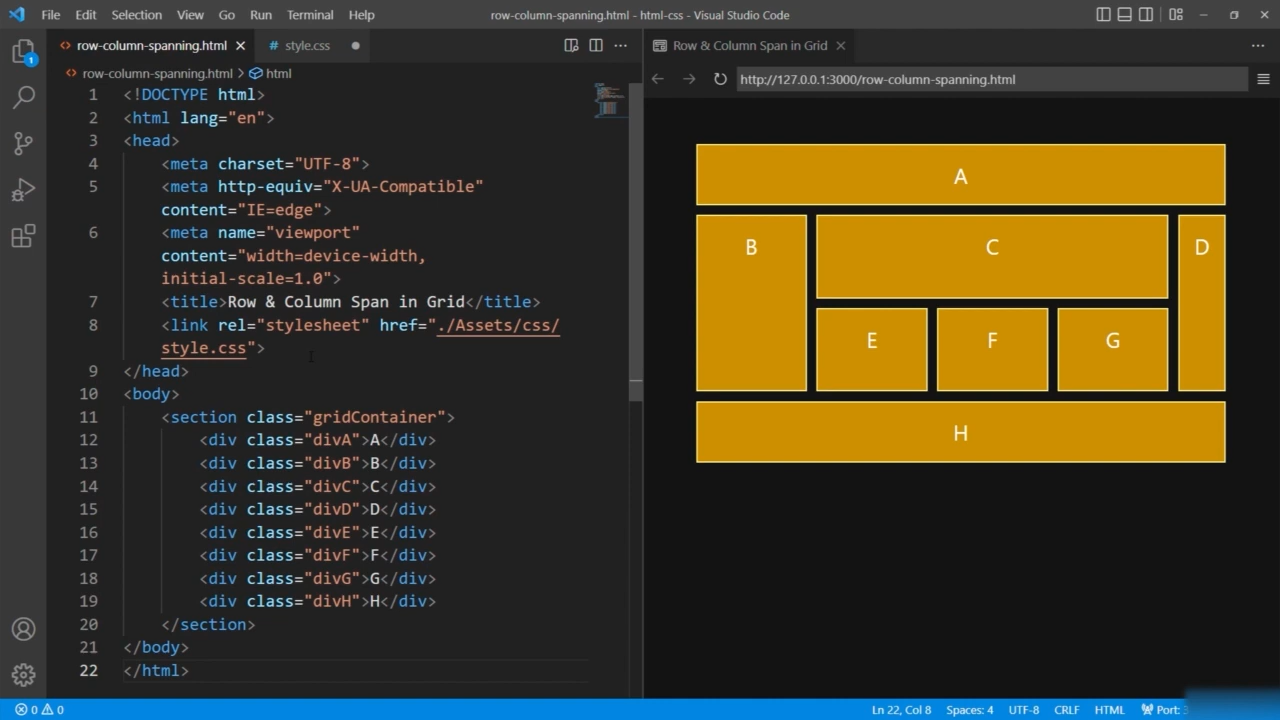 File Edit Selection View Go Run Terminal Help
row-column-spanning.html - html-css - Visual Studio Code
1
row-column-spanning.html
# style.css
row-column-spanning.html > html
1 <!DOCTYPE html>
2 <html lang="en">
3 <head>
4 <meta charset="UTF-8">
5 <meta http-equiv="X-UA-Compatible"
content="IE=edge">
6 <meta name="viewport"
content="width=device-width,
initial-scale=1.0">
7 <title>Row & Column Span in Grid</title>
8 <link rel="stylesheet" href="./Assets/css/
style.css">
9 </head>
10 <body>
11 <section class="gridContainer">
12 <div class="divA">A</div>
13 <div class="divB">B</div>
14 <div class="divC">C</div>
15 <div class="divD">D</div>
16 <div class="divE">E</div>
17 <div class="divF">F</div>
18 <div class="divG">G</div>
19 <div class="divH">H</div>
20 </section>
21 </body>
22 </html>
Row & Column Span in Grid
http://127.0.0.1:3000/row-column-spanning.html
A
B C D
E F G
H
0 0
Ln 22, Col 8 Spaces: 4 UTF-8 CRLF HTML Port: